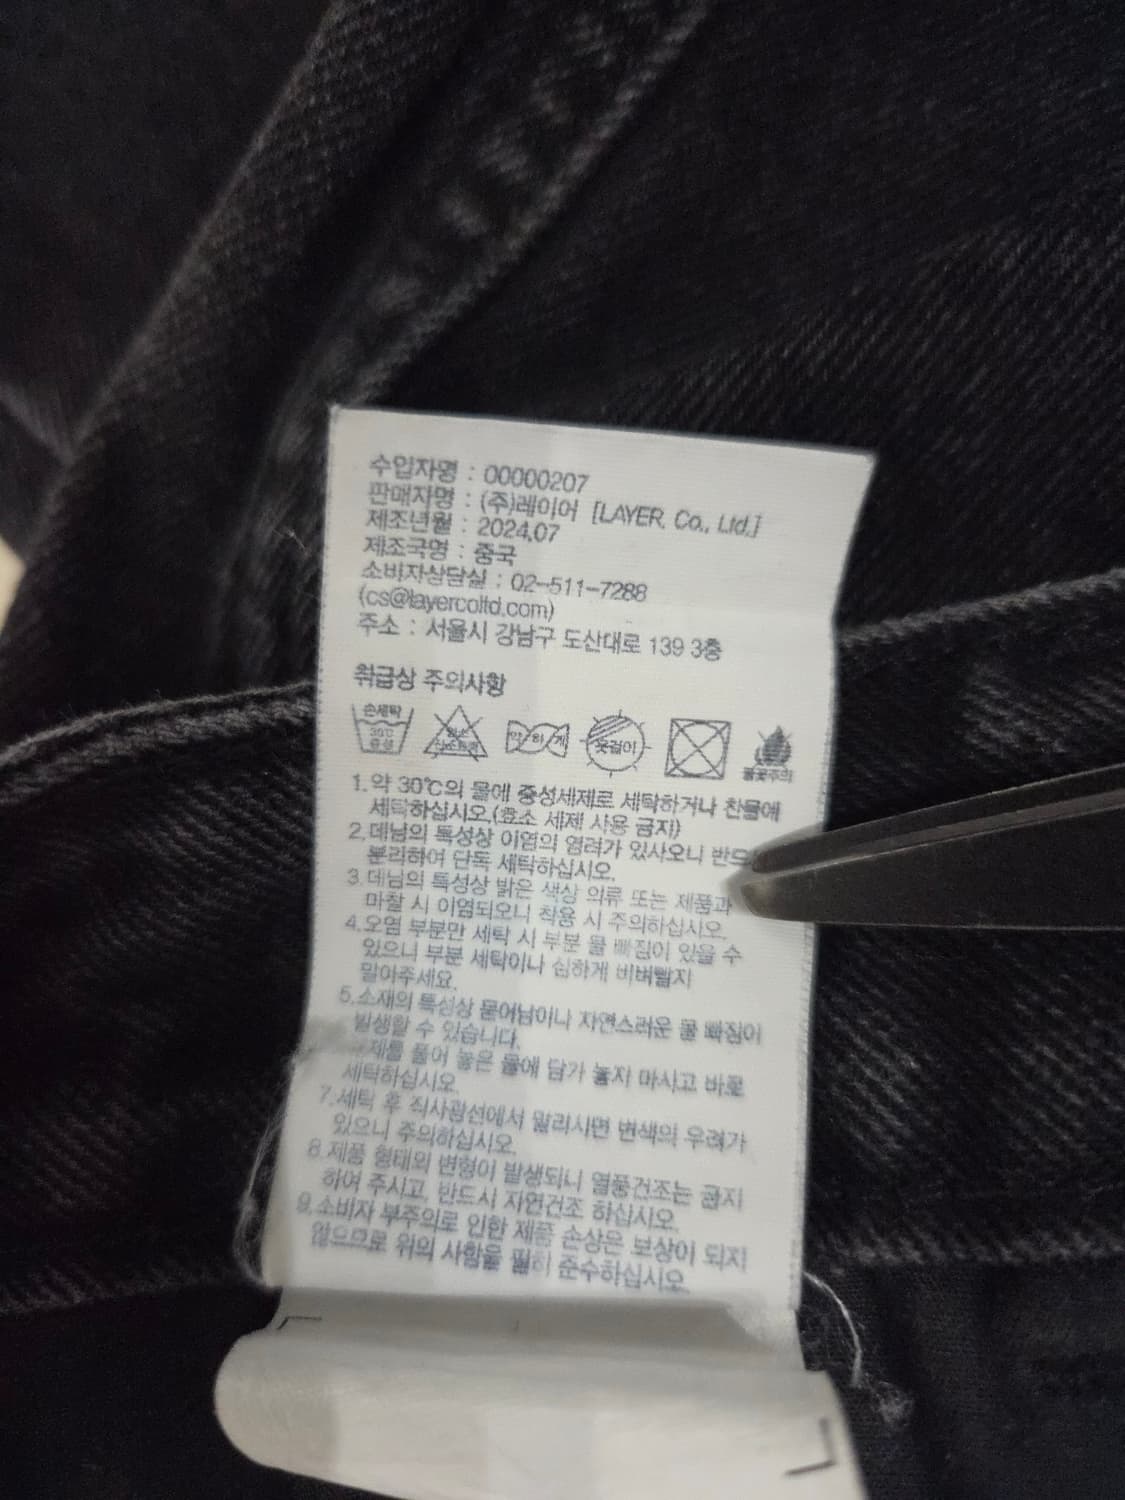 수입자명 : 00000207
판매자명 : (주)레이어 [LAYER. Co., Ltd.]
제조년월 : 2024.07
제조국명 : 중국
소비자상담실 : 02-511-7288
(cs@layercoltd.com)
주소 : 서울시 강남구 도산대로 139 3층
취급상 주의사항
손세탁
30℃
중성
약하게
옷걸이
불꽃주의
1.약 30℃의 물에 중성세제로 세탁하거나 찬물에
세탁하십시오.(효소 세제 사용 금지)
2.데님의 특성상 이염의 염려가 있사오니 반드
분리하여 단독 세탁하십시오.
3.데님의 특성상 밝은 색상 의류 또는 제품과
마찰 시 이염되오니 착용 시 주의하십시오.
4.오염 부분만 세탁 시 부분 물 빠짐이 있을 수
있으니 부분 세탁이나 심하게 비벼빨지
말아주세요.
5.소재의 특성상 묻어남이나 자연스러운 물 빠짐이
발생할 수 있습니다.
제를 풀어 놓은 물에 담가 놓지 마시고 바로
세탁하십시오.
7.세탁 후 직사광선에서 말리시면 변색의 우려가
있으니 주의하십시오.
8.제품 형태의 변형이 발생되니 열풍건조는 금지
하여 주시고, 반드시 자연건조 하십시오.
9.소비자 부주의로 인한 제품 손상은 보상이 되지
않으므로 위의 사항을 필히 준수하십시오.